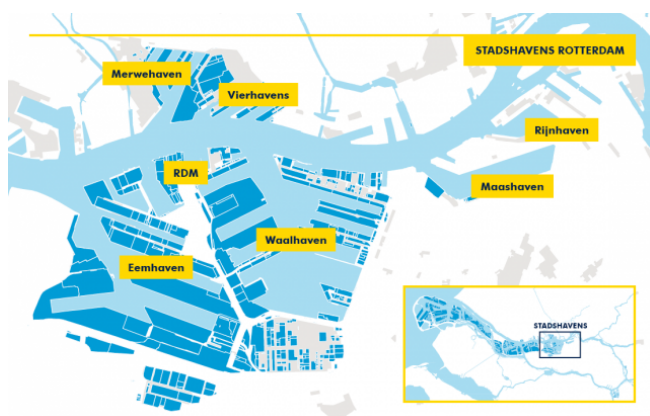 STADSHAVENS ROTTERDAM
Merwehaven
Vierhavens
Rijnhaven
RDM
Maashaven
Waalhaven
Eemhaven
STADSHAVENS